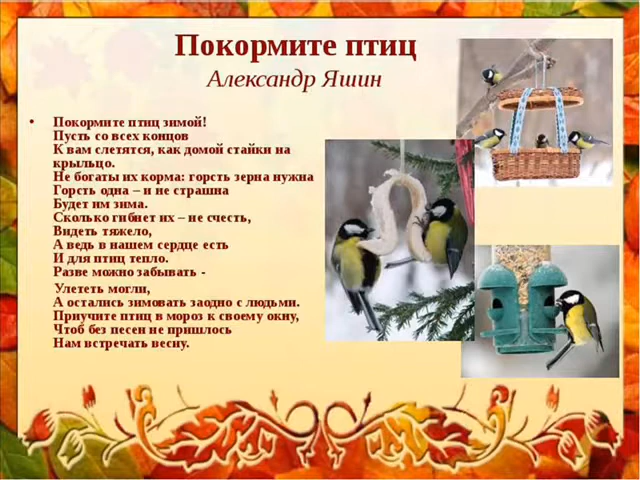 Покормите птиц
Александр Яшин
• Покормите птиц зимой!
Пусть со всех концов
К вам слетятся, как домой стайки на
крыльцо.
Не богаты их корма: горсть зерна нужна
Горсть одна – и не страшна
Будет им зима.
Сколько гибнет их – не счесть,
Видеть тяжело,
А ведь в нашем сердце есть
И для птиц тепло.
Разве можно забывать -
Улететь могли,
А остались зимовать заодно с людьми.
Приучите птиц в мороз к своему окну,
Чтоб без песен не пришлось
Нам встречать весну.